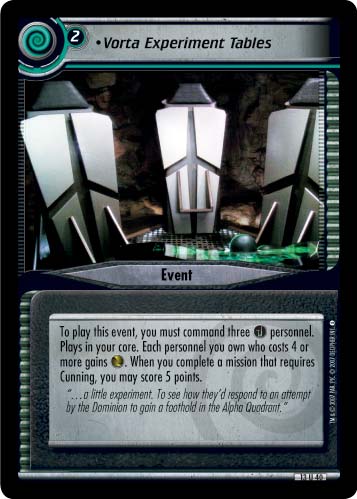 2
•Vorta Experiment Tables
Event
To play this event, you must command three personnel.
Plays in your core. Each personnel you own who costs 4 or
more gains . When you complete a mission that requires
Cunning, you may score 5 points.
"...a little experiment. To see how they'd respond to an attempt
by the Dominion to gain a foothold in the Alpha Quadrant."
13 U 40